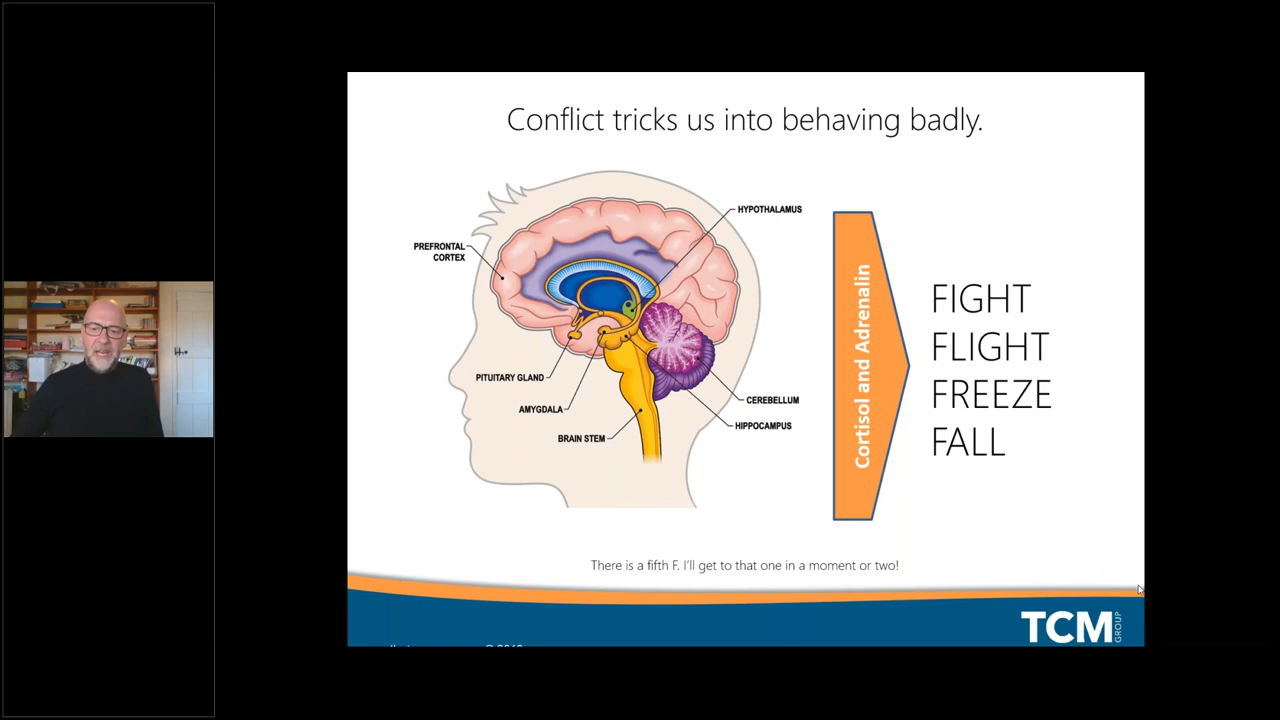 Conflict tricks us into behaving badly.
HYPOTHALAMUS
PREFRONTAL
CORTEX
PITUITARY GLAND
AMYGDALA
BRAIN STEM
CEREBELLUM
HIPPOCAMPUS
Cortisol and Adrenalin
FIGHT
FLIGHT
FREEZE
FALL
There is a fifth F. I'll get to that one in a moment or two!
TCM
GROUP